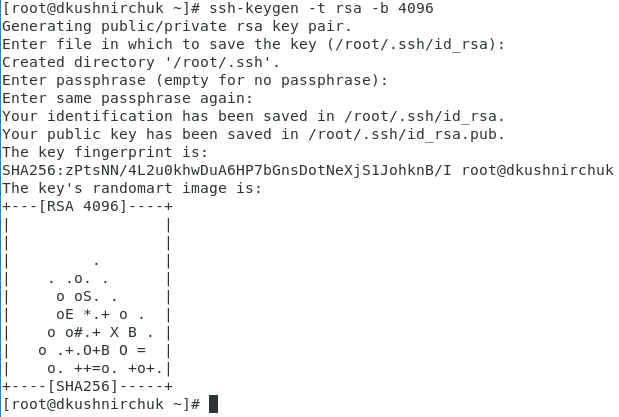 [root@dkushnirchuk ~]# ssh-keygen -t rsa -b 4096
Generating public/private rsa key pair.
Enter file in which to save the key (/root/.ssh/id_rsa):
Created directory '/root/.ssh'.
Enter passphrase (empty for no passphrase):
Enter same passphrase again:
Your identification has been saved in /root/.ssh/id_rsa.
Your public key has been saved in /root/.ssh/id_rsa.pub.
The key fingerprint is:
SHA256:zPtsNN/4L2u0khwDuA6HP7bGnsDotNeXjS1JohknB/I root@dkushnirchuk
The key's randomart image is:
+---[RSA 4096]----+
|                 |
|                 |
|         .       |
|    . .o. .      |
|     o oS. .     |
|     oE *.+ o .  |
|    o o#.+ X B . |
|   o .+.O+B O =  |
|    o. ++=o. +o+.|
+----[SHA256]-----+
[root@dkushnirchuk ~]#